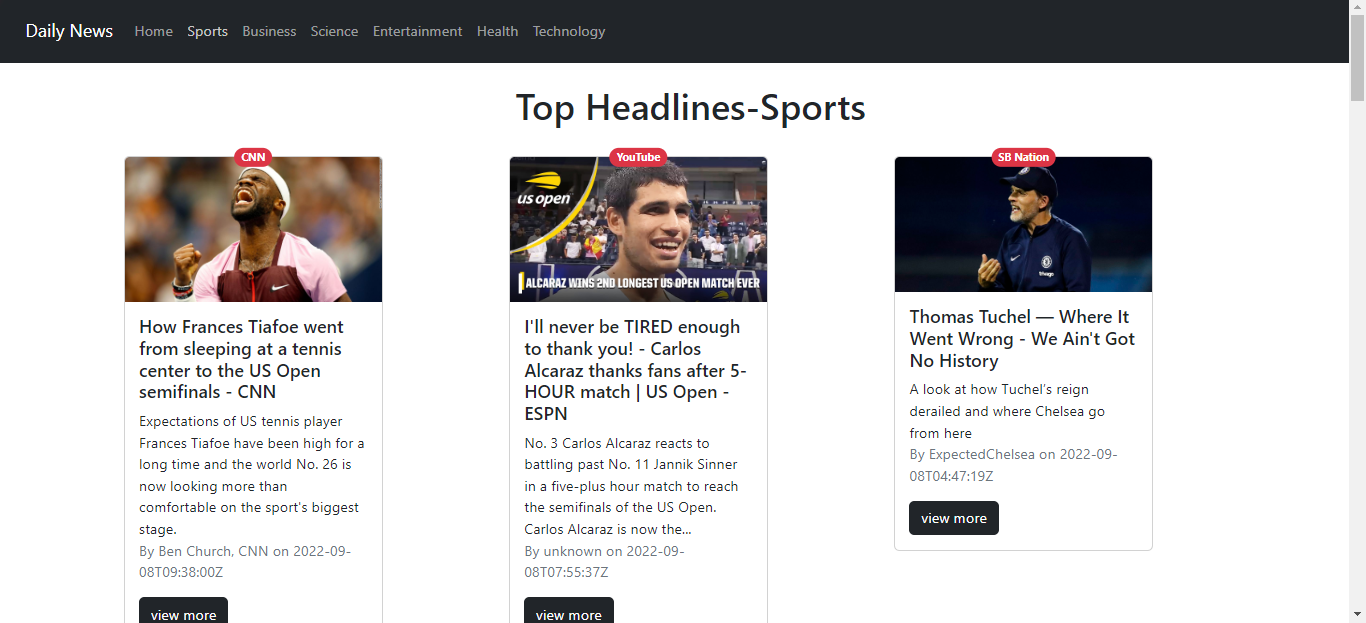 Daily News Home Sports Business Science Entertainment Health Technology
Top Headlines-Sports
CNN
How Frances Tiafoe went
from sleeping at a tennis
center to the US Open
semifinals - CNN
Expectations of US tennis player
Frances Tiafoe have been high for a
long time and the world No. 26 is
now looking more than
comfortable on the sport's biggest
stage.
By Ben Church, CNN on 2022-09-
08T09:38:00Z
view more
YouTube
us open
ALCARAZ WINS 2ND LONGEST US OPEN MATCH EVER
I'll never be TIRED enough
to thank you! - Carlos
Alcaraz thanks fans after 5-
HOUR match | US Open -
ESPN
No. 3 Carlos Alcaraz reacts to
battling past No. 11 Jannik Sinner
in a five-plus hour match to reach
the semifinals of the US Open.
Carlos Alcaraz is now the...
By unknown on 2022-09-
08T07:55:37Z
view more
SB Nation
Thomas Tuchel — Where It
Went Wrong - We Ain't Got
No History
A look at how Tuchel’s reign
derailed and where Chelsea go
from here
By ExpectedChelsea on 2022-09-
08T04:47:19Z
view more